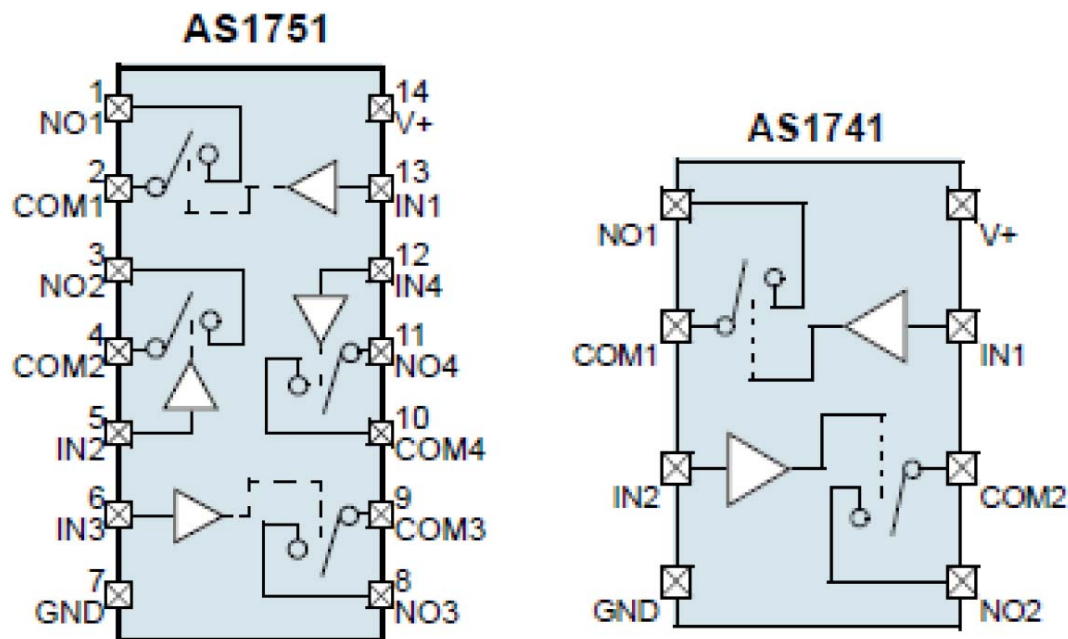 AS1751
1
NO1
2
COM1
3
NO2
4
COM2
5
IN2
6
IN3
7
GND
14
V+
13
IN1
12
IN4
11
NO4
10
COM4
9
COM3
8
NO3
AS1741
NO1
COM1
IN2
GND
V+
IN1
COM2
NO2